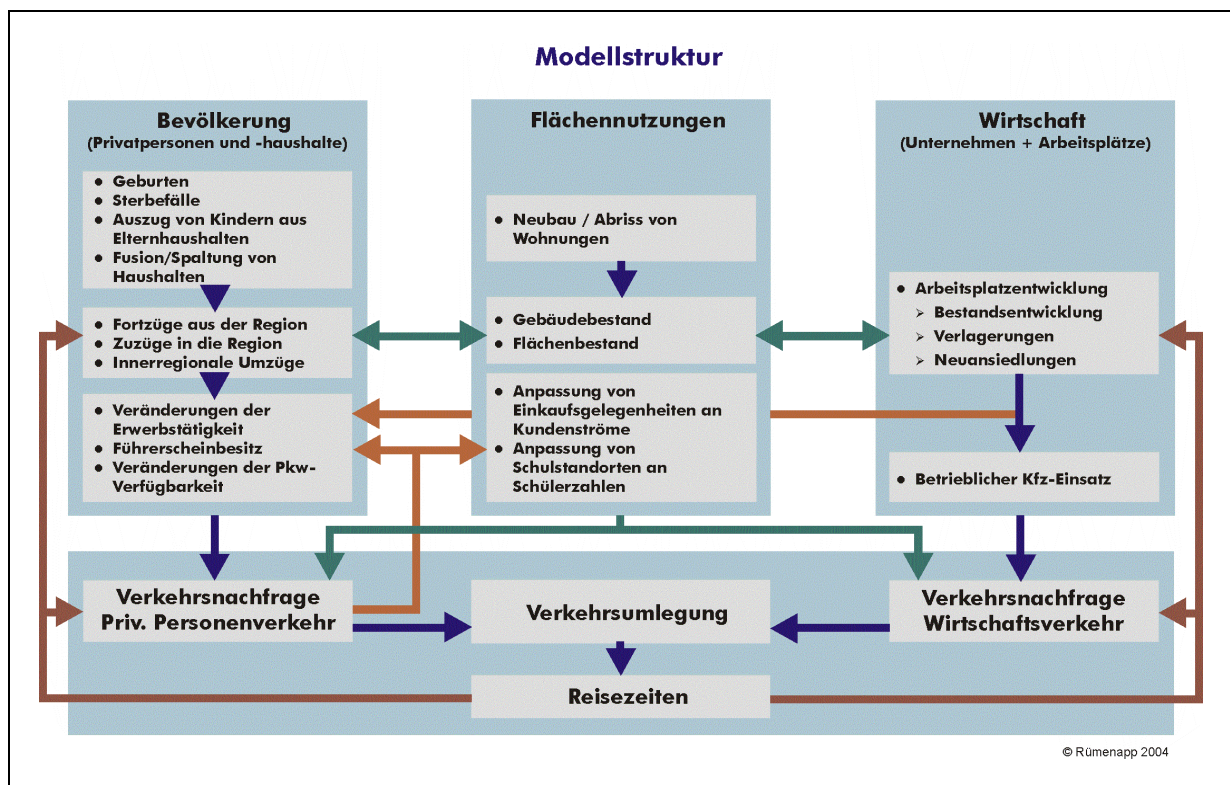 Modellstruktur
Bevölkerung
(Privatpersonen und -haushalte)
● Geburten
● Sterbefälle
● Auszug von Kindern aus
Elternhaushalten
● Fusion/Spaltung von
Haushalten
● Fortzüge aus der Region
● Zuzüge in die Region
● Innerregionale Umzüge
● Veränderungen der
Erwerbstätigkeit
● Führerscheinbesitz
● Veränderungen der Pkw-
Verfügbarkeit
Flächennutzungen
● Neubau / Abriss von
Wohnungen
● Gebäudebestand
● Flächenbestand
● Anpassung von
Einkaufsgelegenheiten an
Kundenströme
● Anpassung von
Schulstandorten an
Schülerzahlen
Wirtschaft
(Unternehmen + Arbeitsplätze)
● Arbeitsplatzentwicklung
➢ Bestandsentwicklung
➢ Verlagerungen
➢ Neuansiedlungen
● Betrieblicher Kfz-Einsatz
Verkehrsnachfrage
Priv. Personenverkehr
Verkehrsumlegung
Verkehrsnachfrage
Wirtschaftsverkehr
Reisezeiten
© Rümenapp 2004